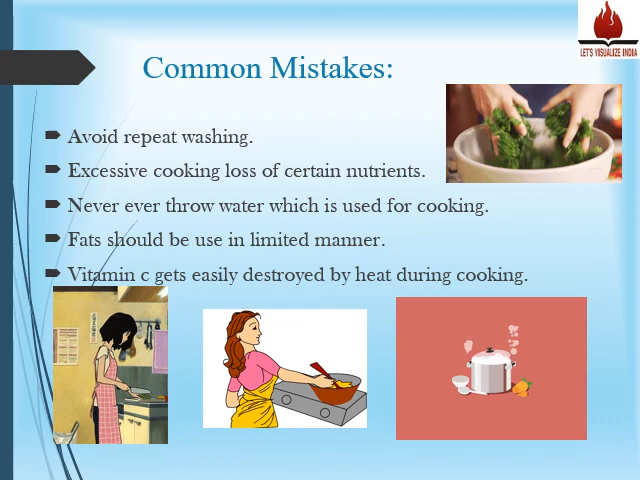 LET'S VISUALIZE INDIA
Common Mistakes:
Avoid repeat washing.
Excessive cooking loss of certain nutrients.
Never ever throw water which is used for cooking.
Fats should be use in limited manner.
Vitamin c gets easily destroyed by heat during cooking.